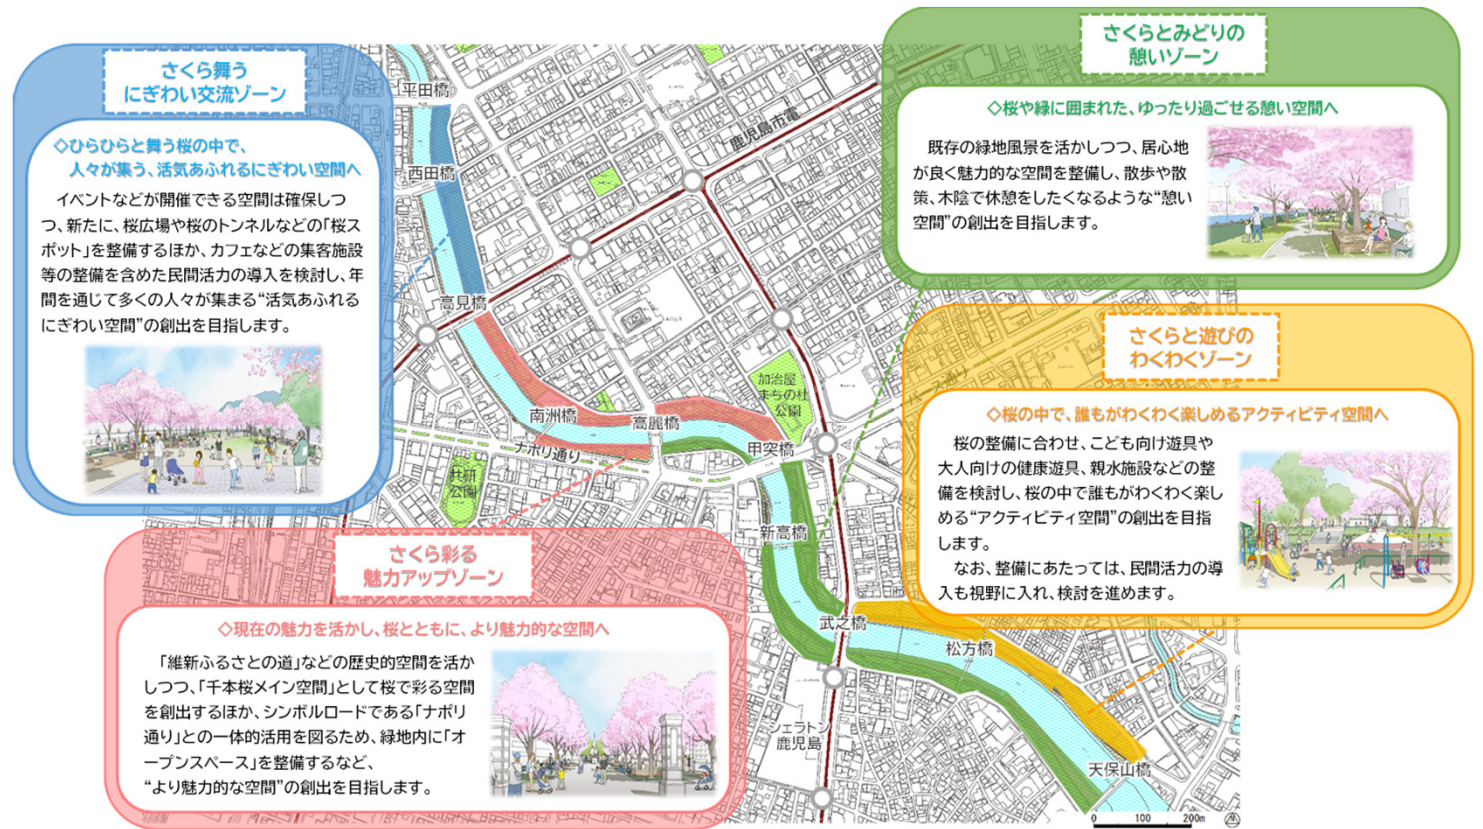 さくら舞う
にぎわい交流ゾーン
◇ひらひらと舞う桜の中で、
人々が集う、活気あふれるにぎわい空間へ
イベントなどが開催できる空間は確保しつ
つ、新たに、桜広場や桜のトンネルなどの「桜ス
ポット」を整備するほか、カフェなどの集客施設
等の整備を含めた民間活力の導入を検討し、年
間を通じて多くの人々が集まる“活気あふれる
にぎわい空間”の創出を目指します。
さくらとみどりの
憩いゾーン
◇桜や緑に囲まれた、ゆったり過ごせる憩い空間へ
既存の緑地風景を活かしつつ、居心地
が良く魅力的な空間を整備し、散歩や散
策、木陰で休憩をしたくなるような“憩い
空間”の創出を目指します。
さくらと遊びの
わくわくゾーン
◇桜の中で、誰もがわくわく楽しめるアクティビティ空間へ
桜の整備に合わせ、こども向け遊具や
大人向けの健康遊具、親水施設などの整
備を検討し、桜の中で誰もがわくわく楽し
める“アクティビティ空間”の創出を目指
します。
なお、整備にあたっては、民間活力の導
入も視野に入れ、検討を進めます。
さくら彩る
魅力アップゾーン
◇現在の魅力を活かし、桜とともに、より魅力的な空間へ
「維新ふるさとの道」などの歴史的空間を活か
しつつ、「千本桜メイン空間」として桜で彩る空間
を創出するほか、シンボルロードである「ナポリ
通り」との一体的活用を図るため、緑地内に「オ
ープンスペース」を整備するなど、
“より魅力的な空間”の創出を目指します。
平田橋
鹿児島市電
西田橋
高見橋
加治屋
まちの杜
公園
南洲橋
高麗橋
甲突橋
ナポリ通り
共研
公園
新高橋
武之橋
松方橋
シェラトン
鹿児島
天保山橋
0 100 200m